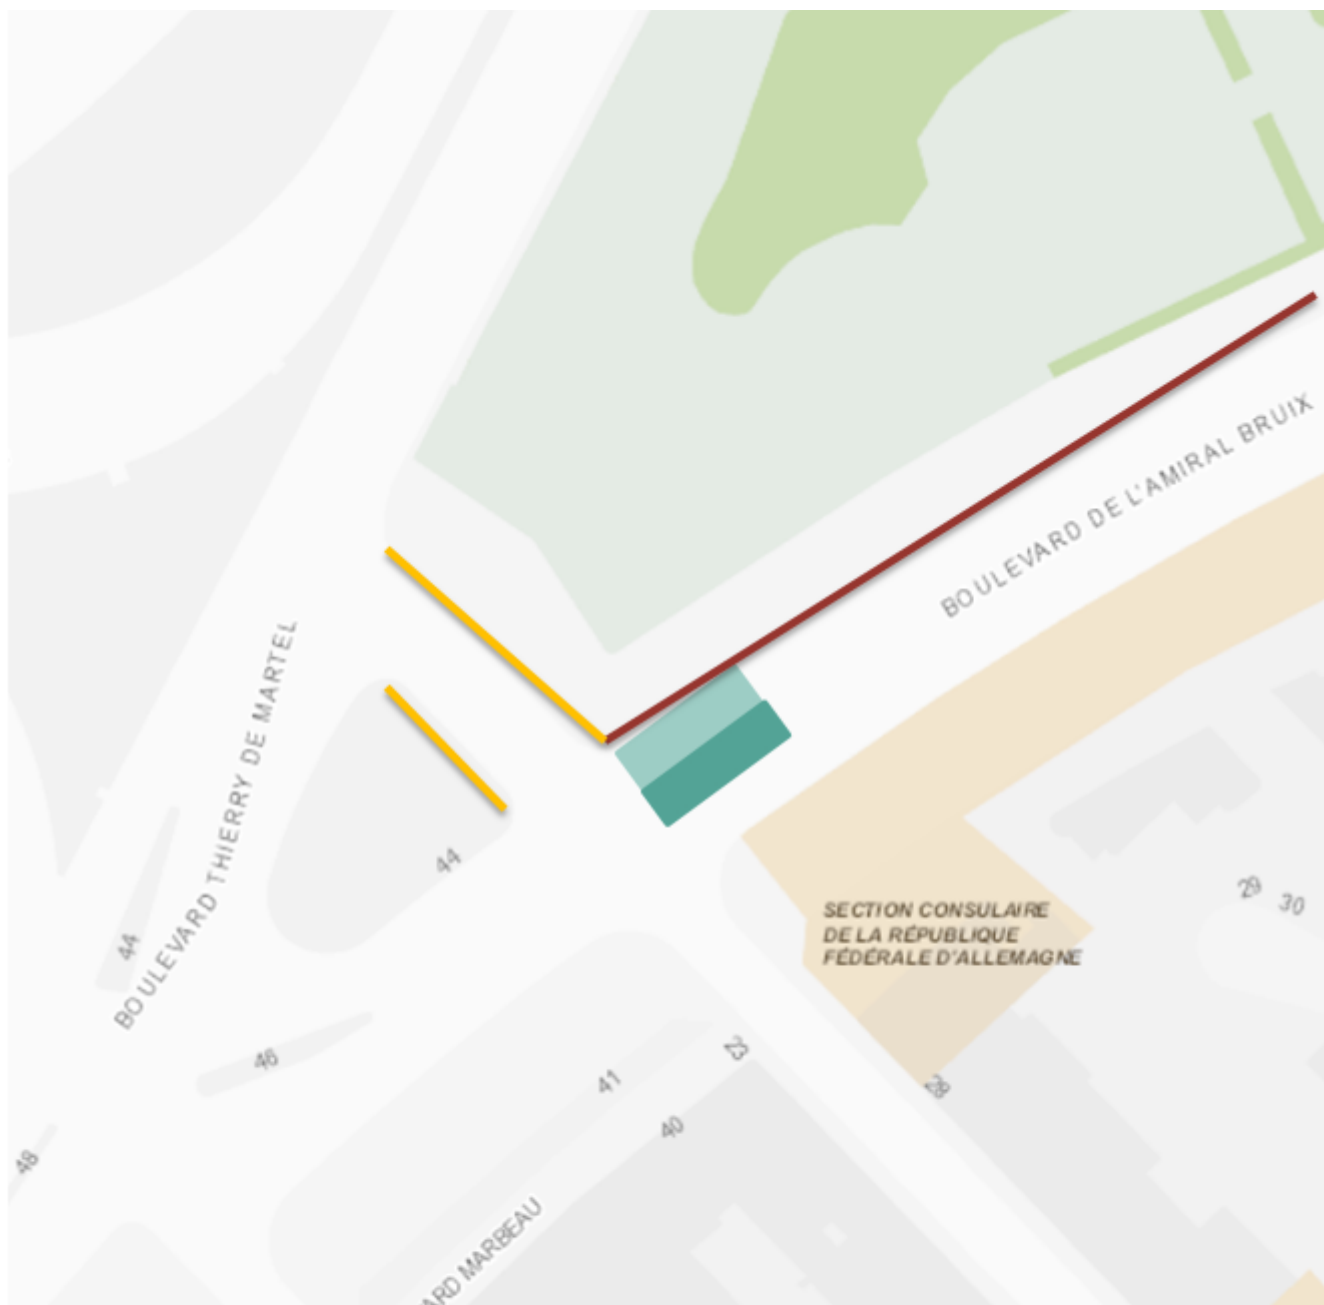 BOULEVARD DE L'AMIRAL BRUIX
BOULEVARD THIERRY DE MARTEL
44
44
29
30
SECTION CONSULAIRE
DE LA RÉPUBLIQUE
FÉDÉRALE D'ALLEMAGNE
46
23
41
28
40
48
ARD MARBEAU